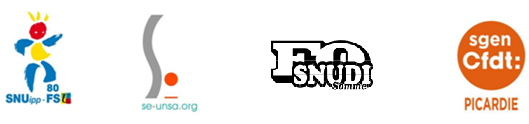 80
SNUipp - FSU
se-unsa.org
FO
SNUDI
Somme
sgen
Cfdt:
PICARDIE